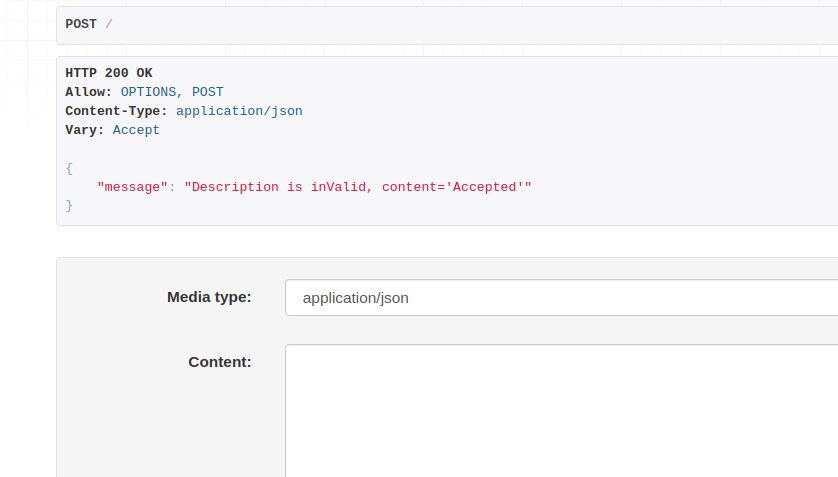 POST /
HTTP 200 OK
Allow: OPTIONS, POST
Content-Type: application/json
Vary: Accept
{
"message": "Description is inValid, content='Accepted'"
}
Media type: application/json
Content: